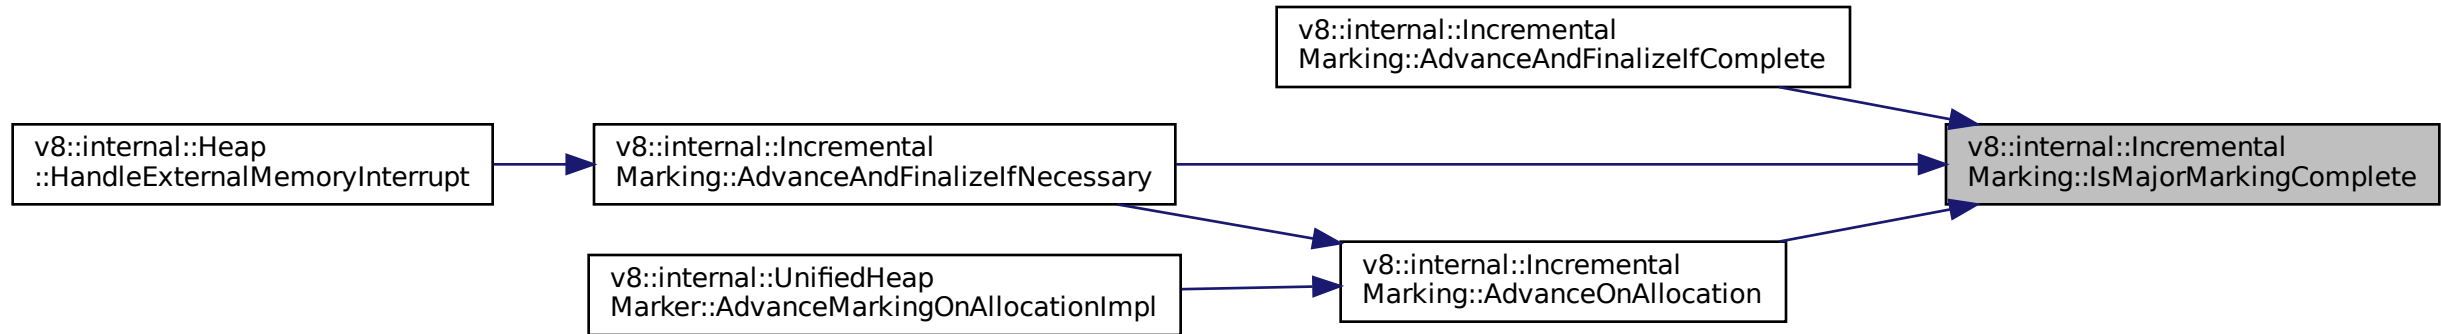 v8::internal::Incremental
Marking::AdvanceAndFinalizeIfComplete
v8::internal::Heap
::HandleExternalMemoryInterrupt
v8::internal::Incremental
Marking::AdvanceAndFinalizeIfNecessary
v8::internal::Incremental
Marking::IsMajorMarkingComplete
v8::internal::UnifiedHeap
Marker::AdvanceMarkingOnAllocationImpl
v8::internal::Incremental
Marking::AdvanceOnAllocation